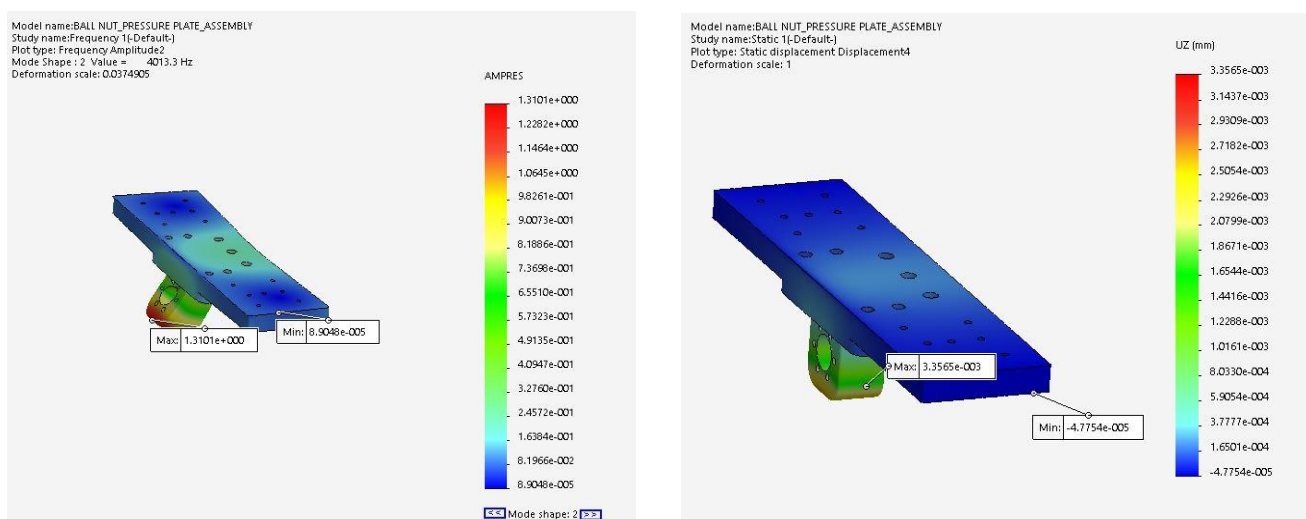 Model name:BALL NUT_PRESSURE PLATE_ASSEMBLY
Study name:Frequency 1(-Default-)
Plot type: Frequency Amplitude2
Mode Shape : 2 Value = 4013.3 Hz
Deformation scale: 0.0374905
AMPRES
1.3101e+000
1.2282e+000
1.1464e+000
1.0645e+000
9.8261e-001
9.0073e-001
8.1886e-001
7.3698e-001
6.5510e-001
5.7323e-001
4.9135e-001
4.0947e-001
3.2760e-001
2.4572e-001
1.6384e-001
8.1966e-002
8.9048e-005
Max: 1.3101e+000
Min: 8.9048e-005
<< Mode shape: 2 >>
Model name:BALL NUT_PRESSURE PLATE_ASSEMBLY
Study name:Static 1(-Default-)
Plot type: Static displacement Displacement4
Deformation scale: 1
UZ (mm)
3.3565e-003
3.1437e-003
2.9309e-003
2.7182e-003
2.5054e-003
2.2926e-003
2.0799e-003
1.8671e-003
1.6544e-003
1.4416e-003
1.2288e-003
1.0161e-003
8.0330e-004
5.9054e-004
3.7777e-004
1.6501e-004
-4.7754e-005
Max: 3.3565e-003
Min: -4.7754e-005